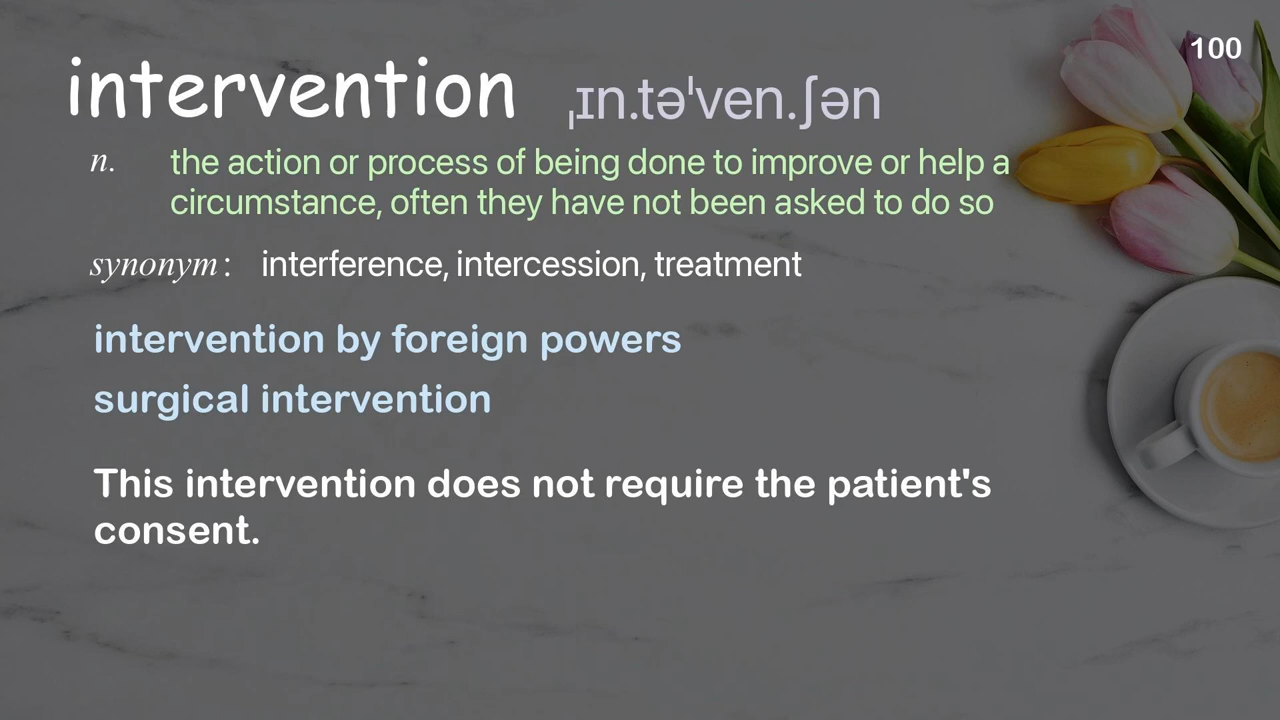 100
intervention ˌɪn.təˈven.ʃən
n. the action or process of being done to improve or help a
circumstance, often they have not been asked to do so
synonym : interference, intercession, treatment
intervention by foreign powers
surgical intervention
This intervention does not require the patient's
consent.